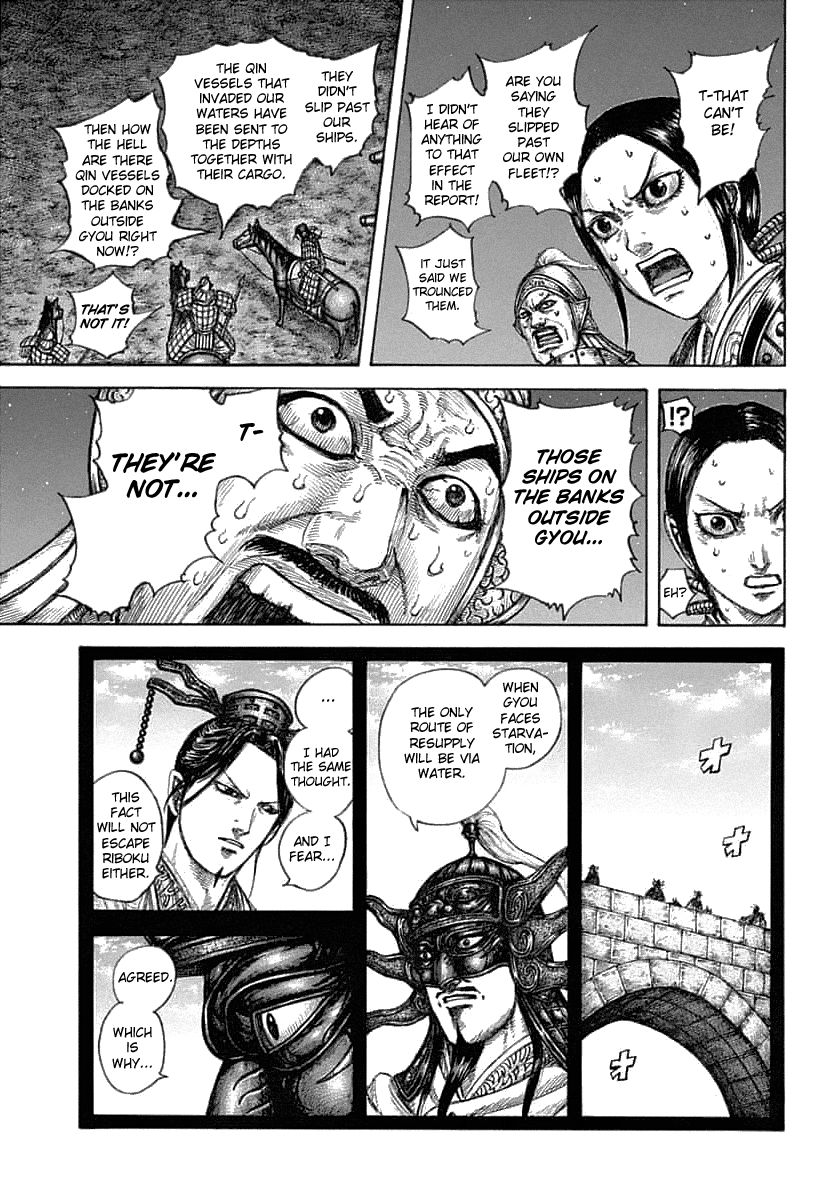 T-THAT
CAN'T
BE!
ARE YOU
SAYING
THEY
SLIPPED
PAST
OUR OWN
FLEET!?
I DIDN'T
HEAR OF
ANYTHING
TO THAT
EFFECT
IN THE
REPORT!
IT JUST
SAID WE
TROUNCED
THEM.
THEY
DIDN'T
SLIP PAST
OUR
SHIPS.
THE QIN
VESSELS THAT
INVADED OUR
WATERS HAVE
BEEN SENT TO
THE DEPTHS
TOGETHER WITH
THEIR CARGO.
THEN HOW
THE HELL
ARE THERE
QIN VESSELS
DOCKED ON
THE BANKS
OUTSIDE
GYOU RIGHT
NOW!?
THAT'S
NOT IT!
!?
EH?
THOSE
SHIPS ON
THE BANKS
OUTSIDE
GYOU...
T-
THEY'RE
NOT...
オ
オ
オ
WHEN
GYOU
FACES
STARVA-
TION,
THE ONLY
ROUTE OF
RESUPPLY
WILL BE VIA
WATER.
...
I HAD
THE SAME
THOUGHT.
AND I
FEAR...
THIS
FACT
WILL NOT
ESCAPE
RIBOKU
EITHER.
AGREED.
WHICH
IS
WHY...